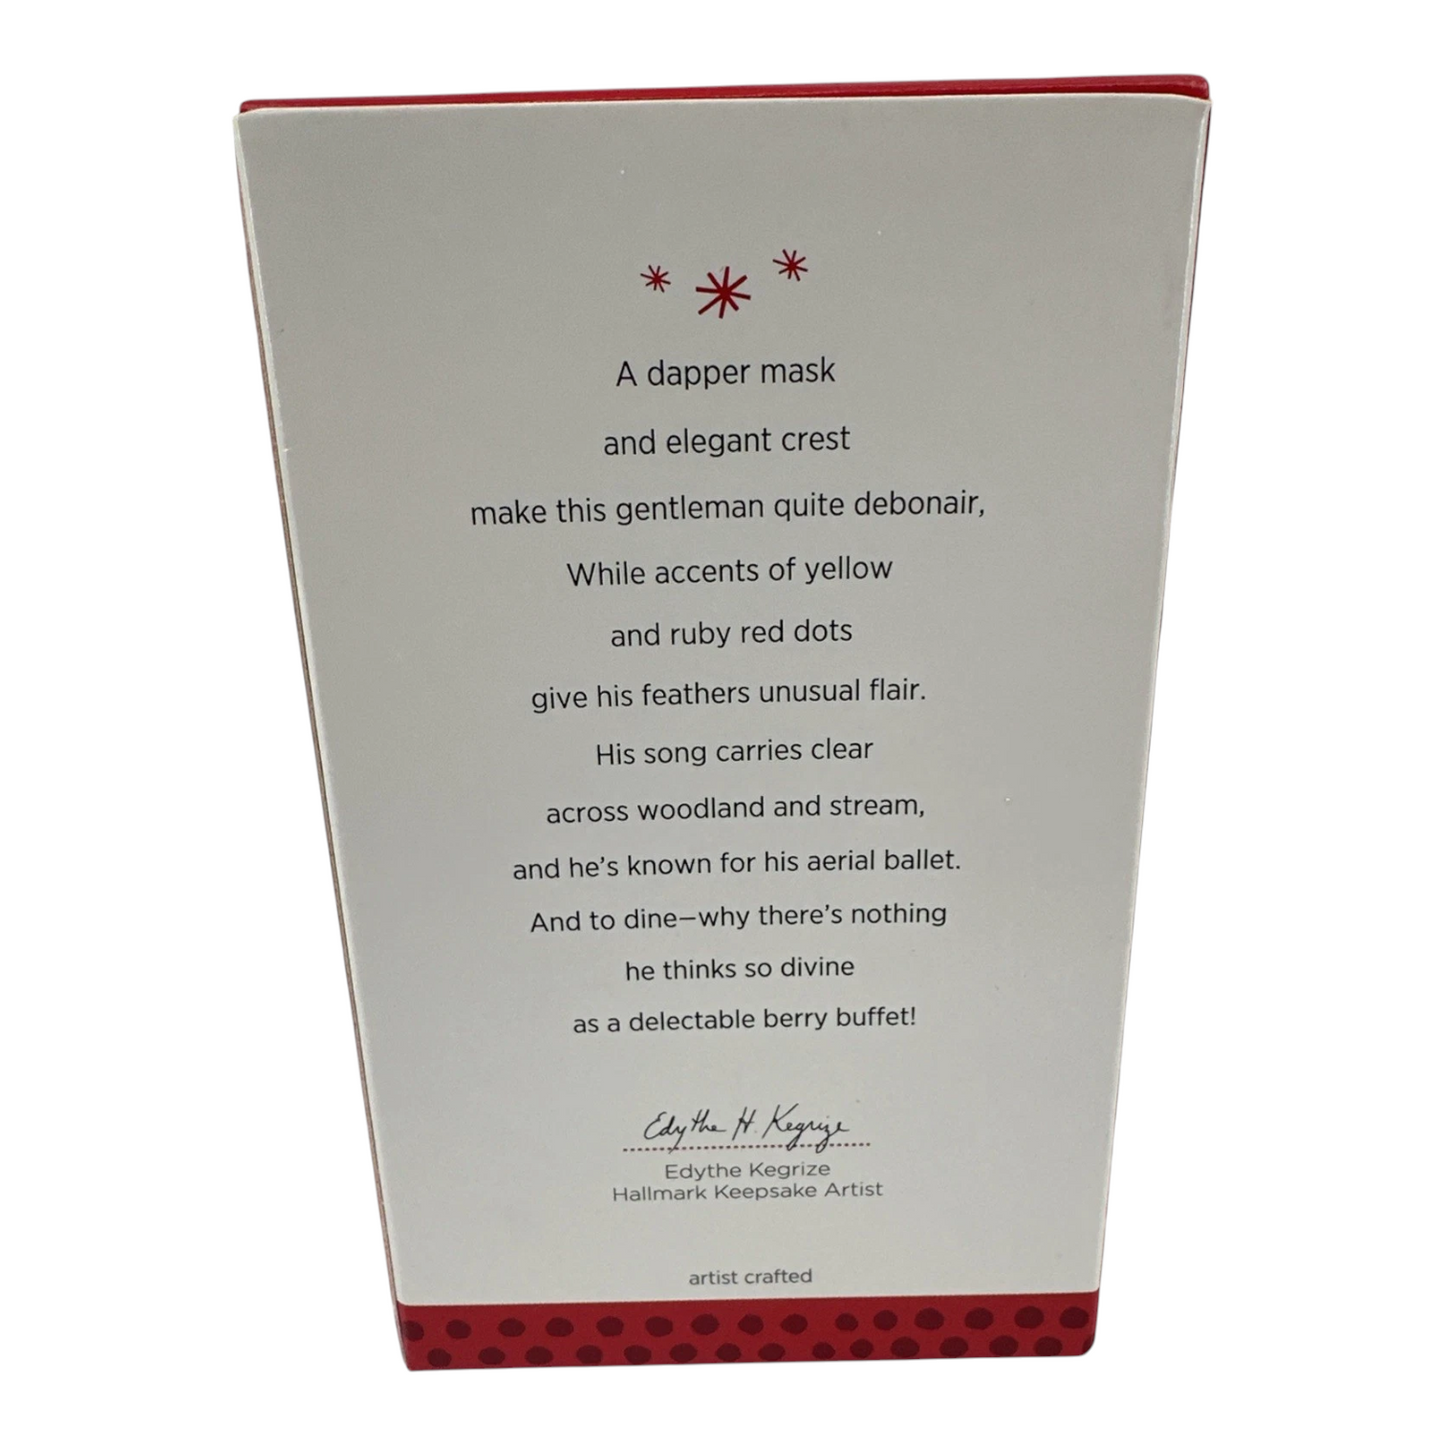 A dapper mask
and elegant crest
make this gentleman quite debonair,
While accents of yellow
and ruby red dots
give his feathers unusual flair.
His song carries clear
across woodland and stream,
and he's known for his aerial ballet.
And to dine—why there's nothing
he thinks so divine
as a delectable berry buffet!
Edythe H. Kegrize
Edythe Kegrize
Hallmark Keepsake Artist
artist crafted